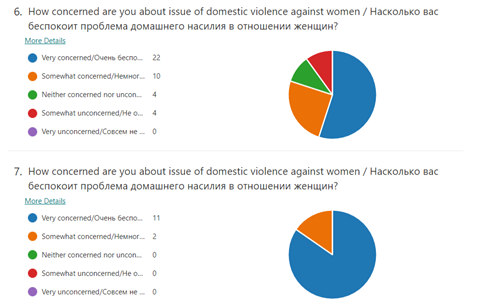 6. How concerned are you about issue of domestic violence against women / Насколько вас
беспокоит проблема домашнего насилия в отношении женщин?
More Details
Very concerned/Очень беспо... 22
Somewhat concerned/Немног... 10
Neither concerned nor uncon... 4
Somewhat unconcerned/Не о... 4
Very unconcerned/Совсем не ... 0
7. How concerned are you about issue of domestic violence against women / Насколько вас
беспокоит проблема домашнего насилия в отношении женщин?
More Details
Very concerned/Очень беспо... 11
Somewhat concerned/Немног... 2
Neither concerned nor uncon... 0
Somewhat unconcerned/Не о... 0
Very unconcerned/Совсем не ... 0